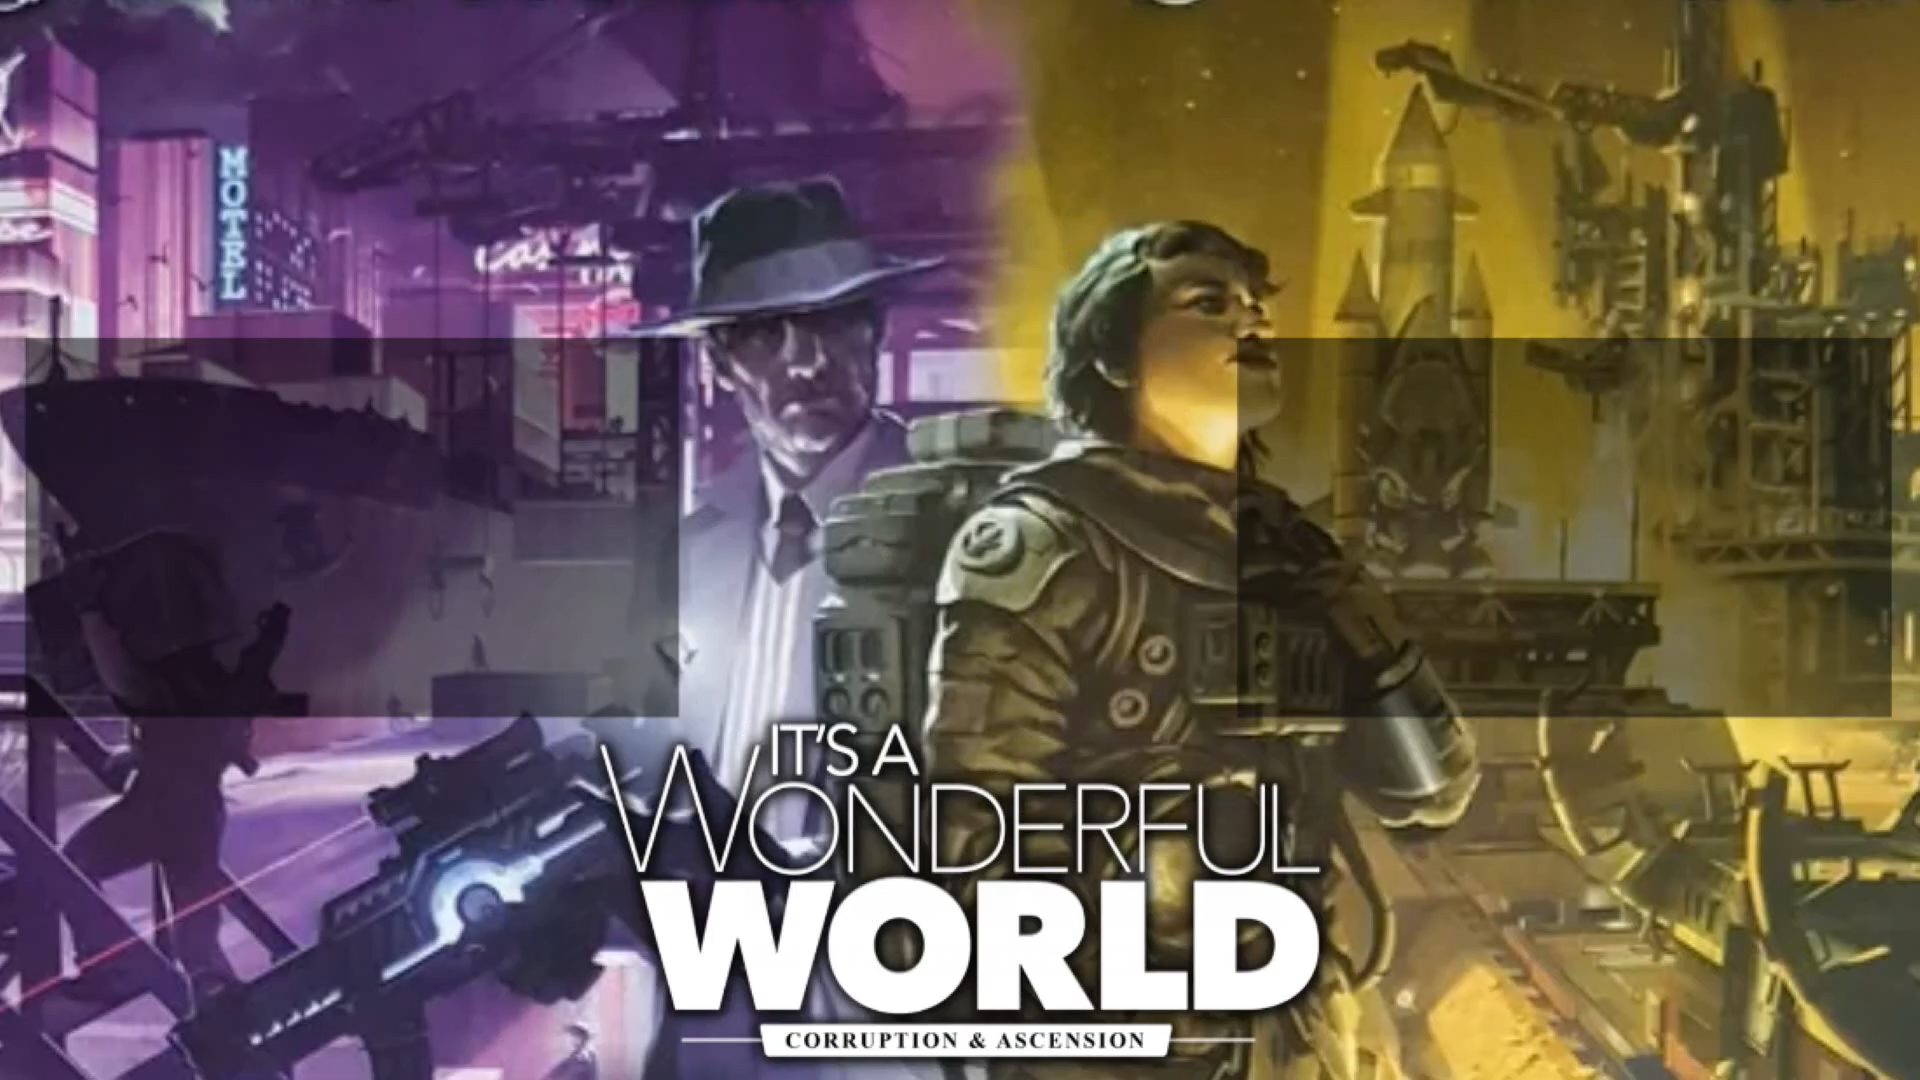 MOTEL
IT'S A
WONDERFUL
WORLD
CORRUPTION & ASCENSION